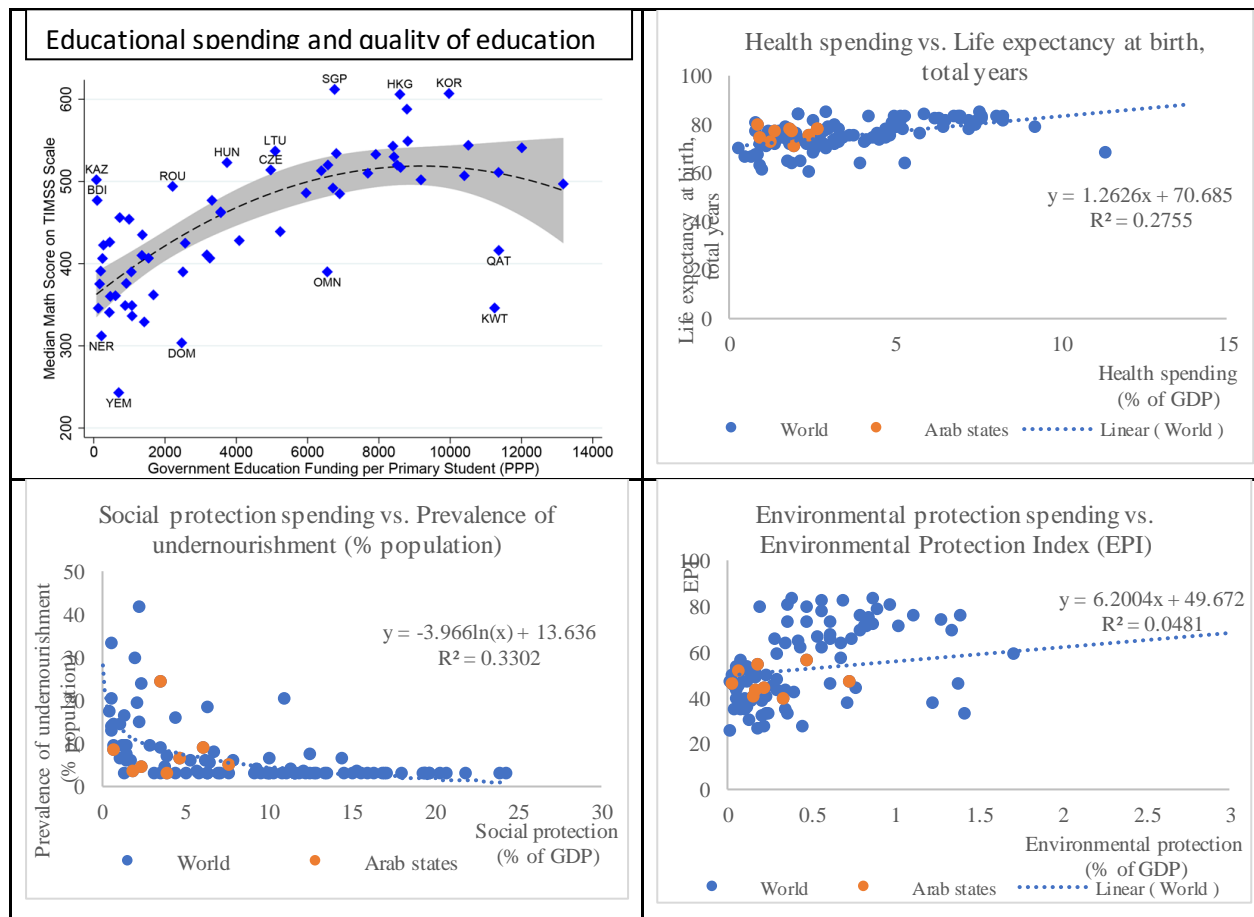 Educational spending and quality of education
Median Math Score on TIMSS Scale
600
500
400
300
200
SGP
HKG
KOR
LTU
CZE
HUN
ROU
KAZ
BDI
OMN
QAT
KWT
NER
DOM
YEM
0
2000
4000
6000
8000
10000
12000
14000
Government Education Funding per Primary Student (PPP)
Health spending vs. Life expectancy at birth,
total years
Life expectancy at birth,
total years
100
80
60
40
20
0
y = 1.2626x + 70.685
R² = 0.2755
0
5
10
15
Health spending
(% of GDP)
World
Arab states
Linear ( World )
Social protection spending vs. Prevalence of
undernourishment (% population)
Prevalence of undernourishment
(% population)
50
40
30
20
10
0
y = -3.966ln(x) + 13.636
R² = 0.3302
0
5
10
15
20
25
30
Social protection
(% of GDP)
World
Arab states
Environmental protection spending vs.
Environmental Protection Index (EPI)
EPI
100
80
60
40
20
0
y = 6.2004x + 49.672
R² = 0.0481
0
0.5
1
1.5
2
2.5
3
Environmental protection
(% of GDP)
World
Arab states
Linear ( World )